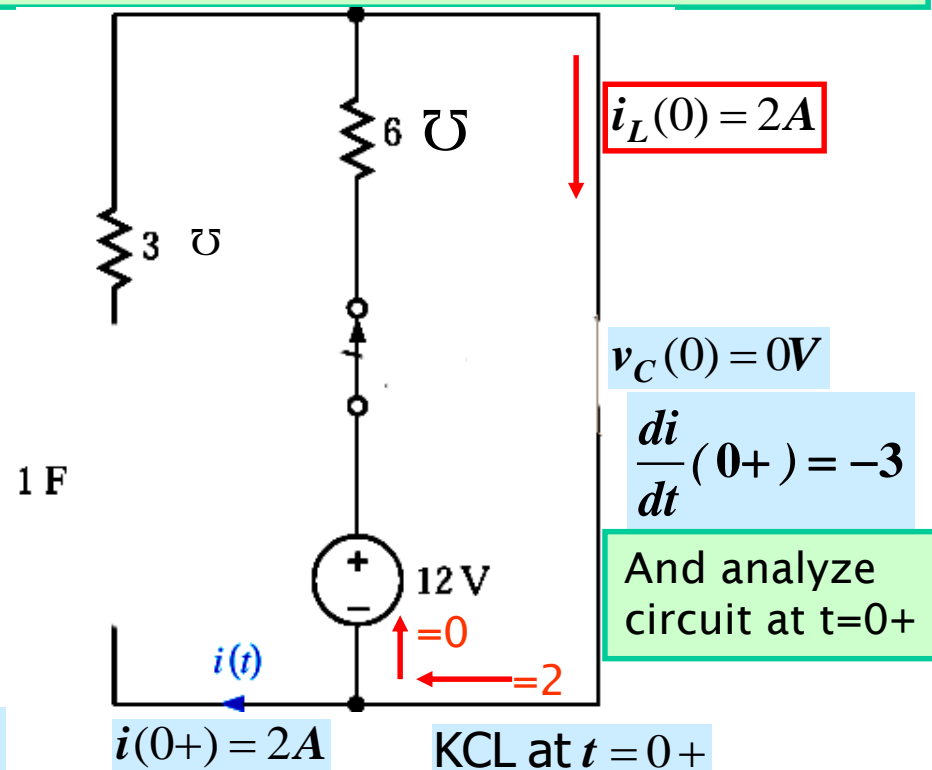 6 ℧
i_L(0) = 2A
3 ℧
v_C(0) = 0V
di/dt (0+) = −3
1 F
+
−
12 V
And analyze
circuit at t=0+
=0
i(t)
=2
i(0+) = 2A
KCL at t = 0+